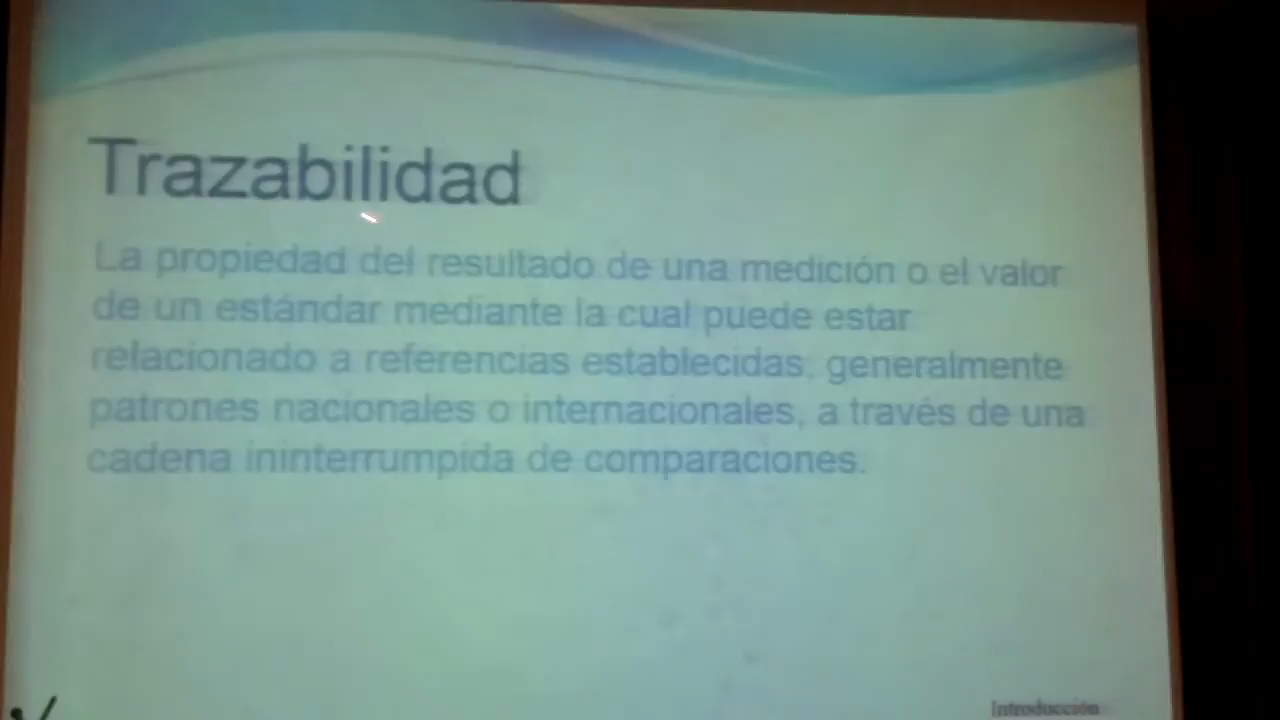 Trazabilidad
La propiedad del resultado de una medición o el valor
de un estándar mediante la cual puede estar
relacionado a referencias establecidas, generalmente
patrones nacionales o internacionales, a través de una
cadena ininterrumpida de comparaciones.
Introducción